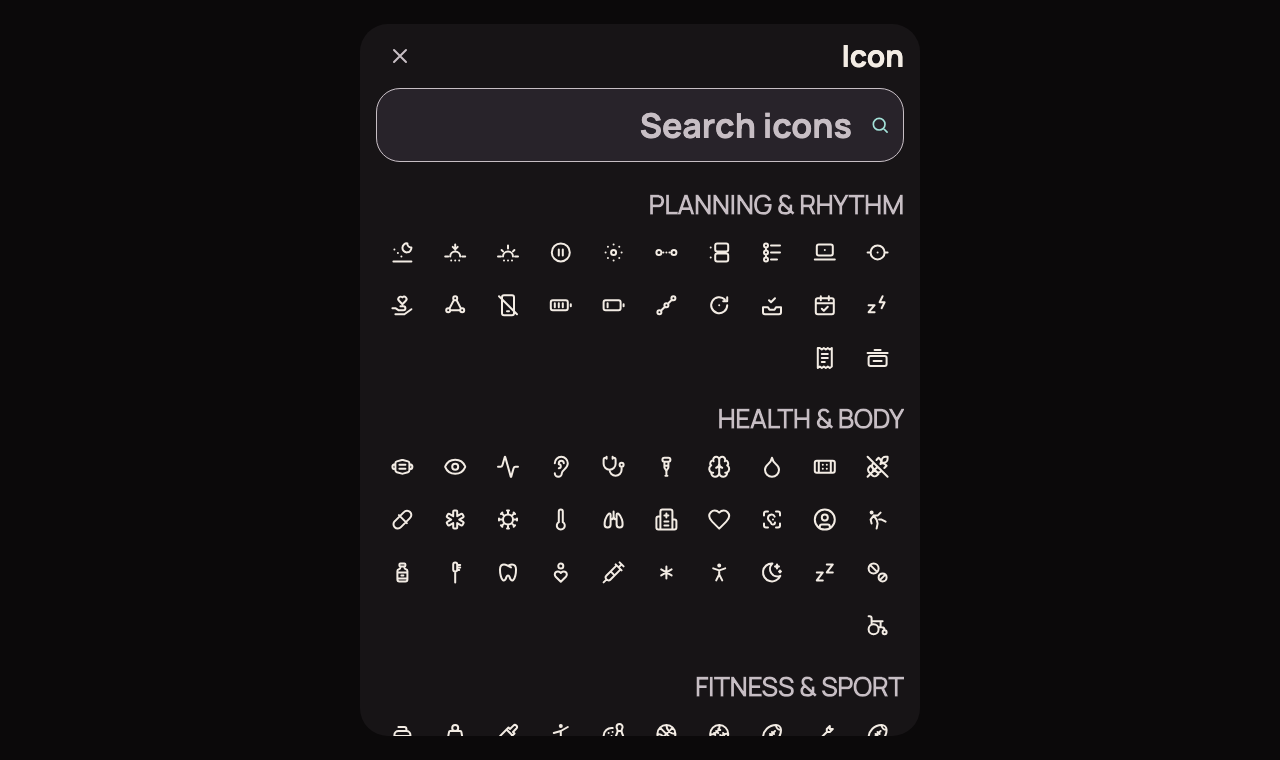 Icon
Search icons
PLANNING & RHYTHM
HEALTH & BODY
FITNESS & SPORT